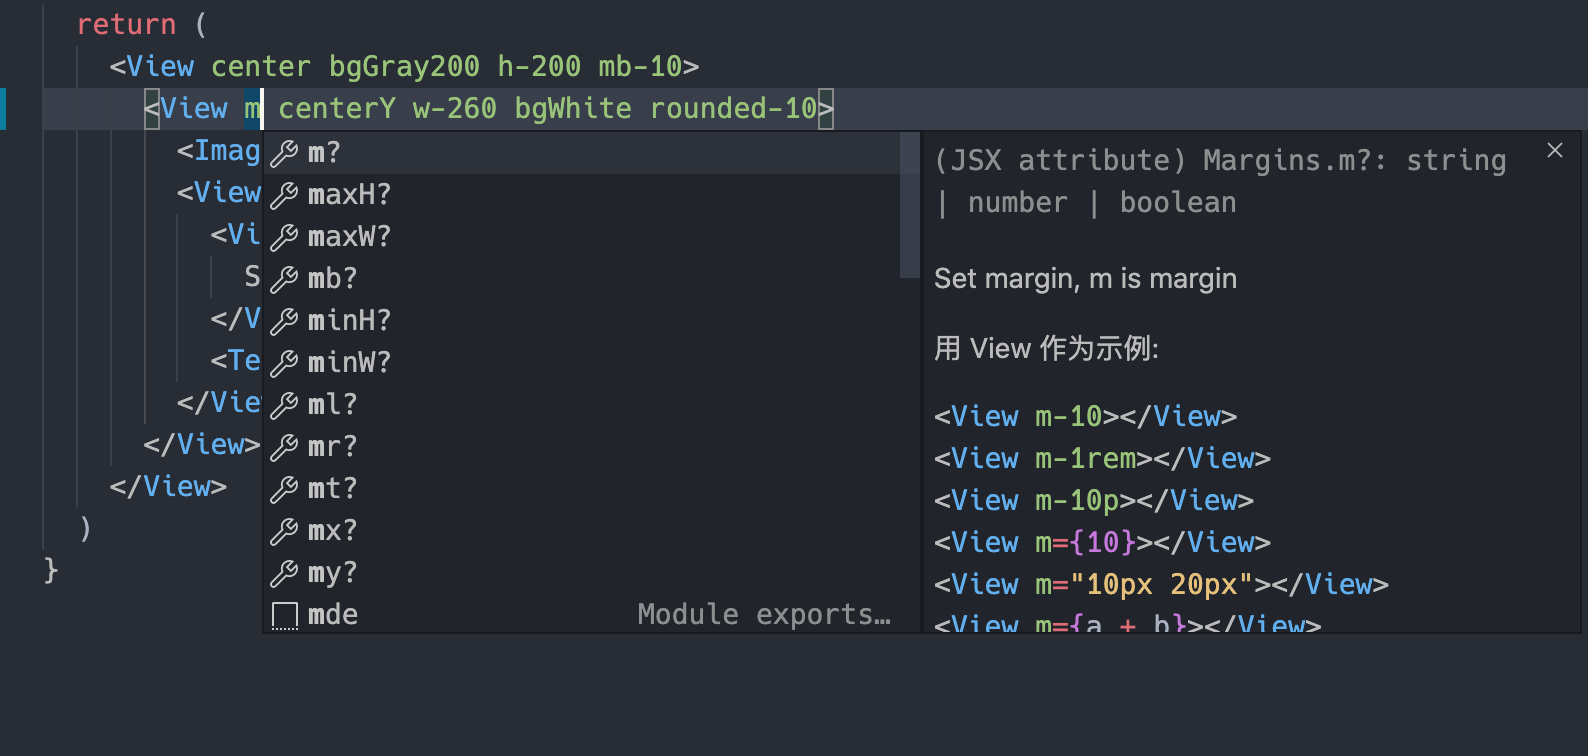 return (
<View center bgGray200 h-200 mb-10>
<View m centerY w-260 bgWhite rounded-10>
<Imag
<View
<Vi
S
</V
<Te
</Vie
</View>
</View>
)
}
m?
maxH?
maxW?
mb?
minH?
minW?
ml?
mr?
mt?
mx?
my?
mde Module exports…
(JSX attribute) Margins.m?: string
| number | boolean
Set margin, m is margin
用 View 作为示例:
<View m-10></View>
<View m-1rem></View>
<View m-10p></View>
<View m={10}></View>
<View m="10px 20px"></View>
<View m={a + b}></View>